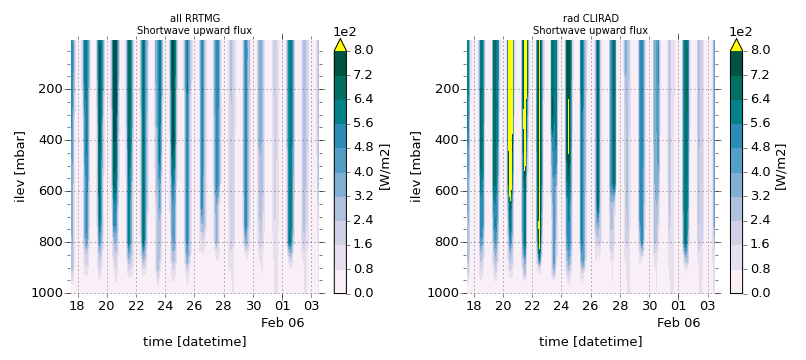 all RRTMG
Shortwave upward flux
1e2
8.0
7.2
6.4
5.6
4.8
4.0
3.2
2.4
1.6
0.8
0.0
[W/m2]
200
400
600
800
1000
ilev [mbar]
18 20 22 24 26 28 30 01 03
Feb 06
time [datetime]
rad CLIRAD
Shortwave upward flux
1e2
8.0
7.2
6.4
5.6
4.8
4.0
3.2
2.4
1.6
0.8
0.0
[W/m2]
200
400
600
800
1000
ilev [mbar]
18 20 22 24 26 28 30 01 03
Feb 06
time [datetime]